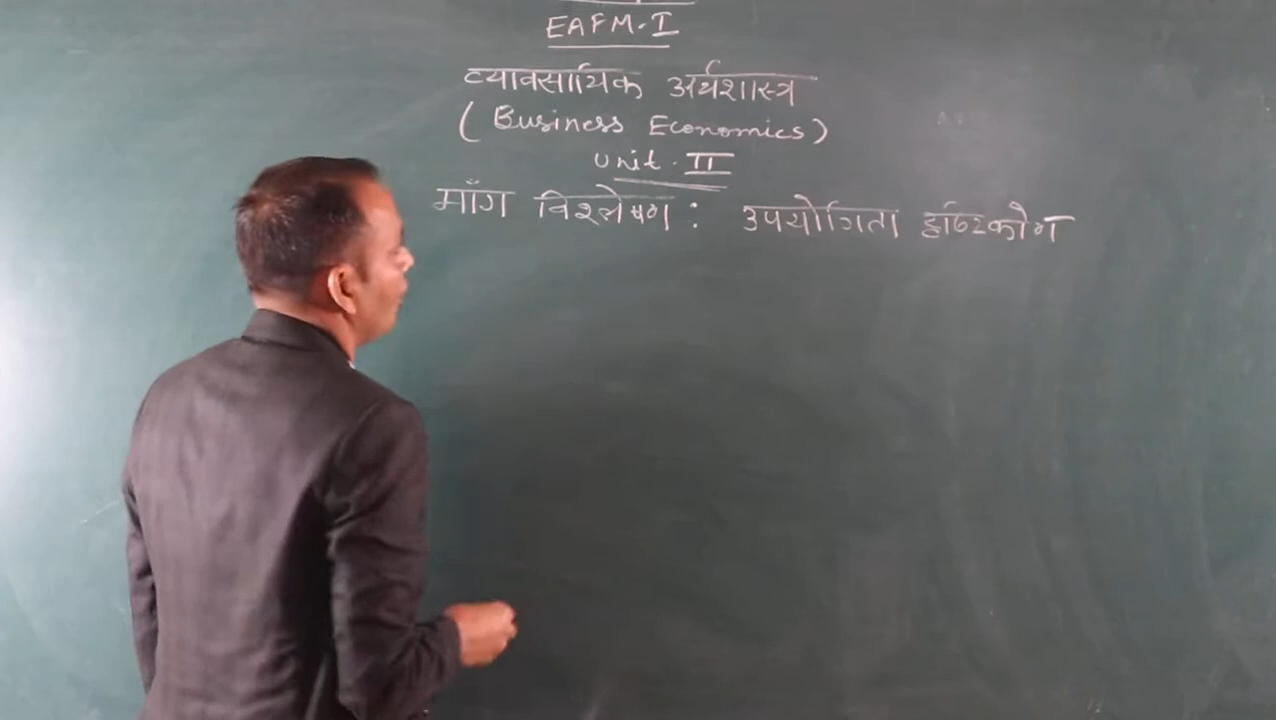 EAFM-I
व्यावसायिक अर्थशास्त्र
(Business Economics)
Unit-II
माँग विश्लेषण : उपयोगिता दृष्टिकोण